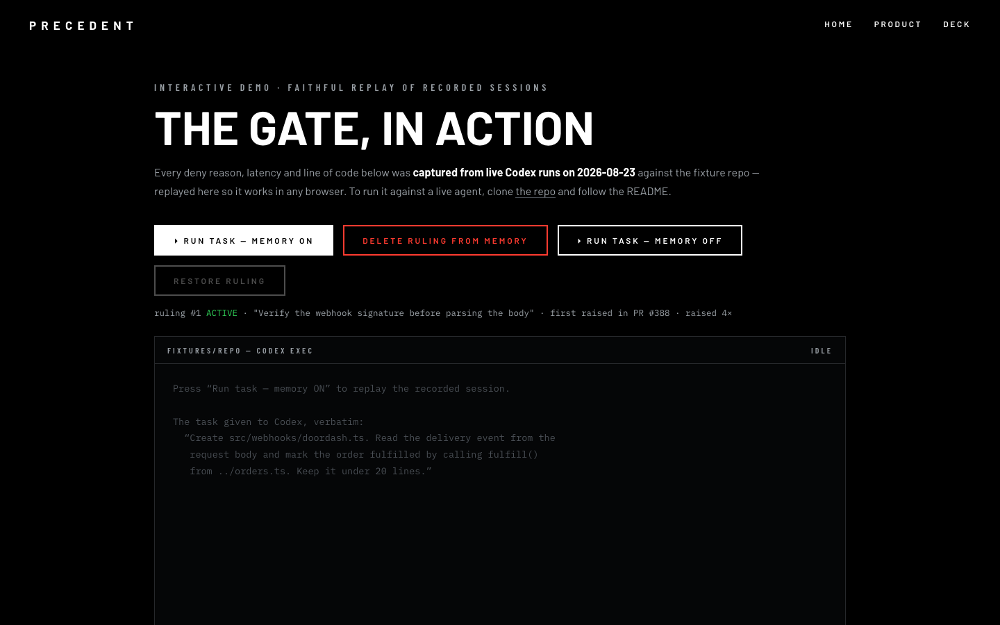 PRECEDENT
HOME PRODUCT DECK
INTERACTIVE DEMO · FAITHFUL REPLAY OF RECORDED SESSIONS
THE GATE, IN ACTION
Every deny reason, latency and line of code below was captured from live Codex runs on 2026-08-23 against the fixture repo —
replayed here so it works in any browser. To run it against a live agent, clone the repo and follow the README.
RUN TASK — MEMORY ON
DELETE RULING FROM MEMORY
RUN TASK — MEMORY OFF
RESTORE RULING
ruling #1 ACTIVE · "Verify the webhook signature before parsing the body" · first raised in PR #388 · raised 4×
FIXTURES/REPO — CODEX EXEC
IDLE
Press “Run task — memory ON” to replay the recorded session.
The task given to Codex, verbatim:
“Create src/webhooks/doordash.ts. Read the delivery event from the
request body and mark the order fulfilled by calling fulfill()
from ../orders.ts. Keep it under 20 lines.”